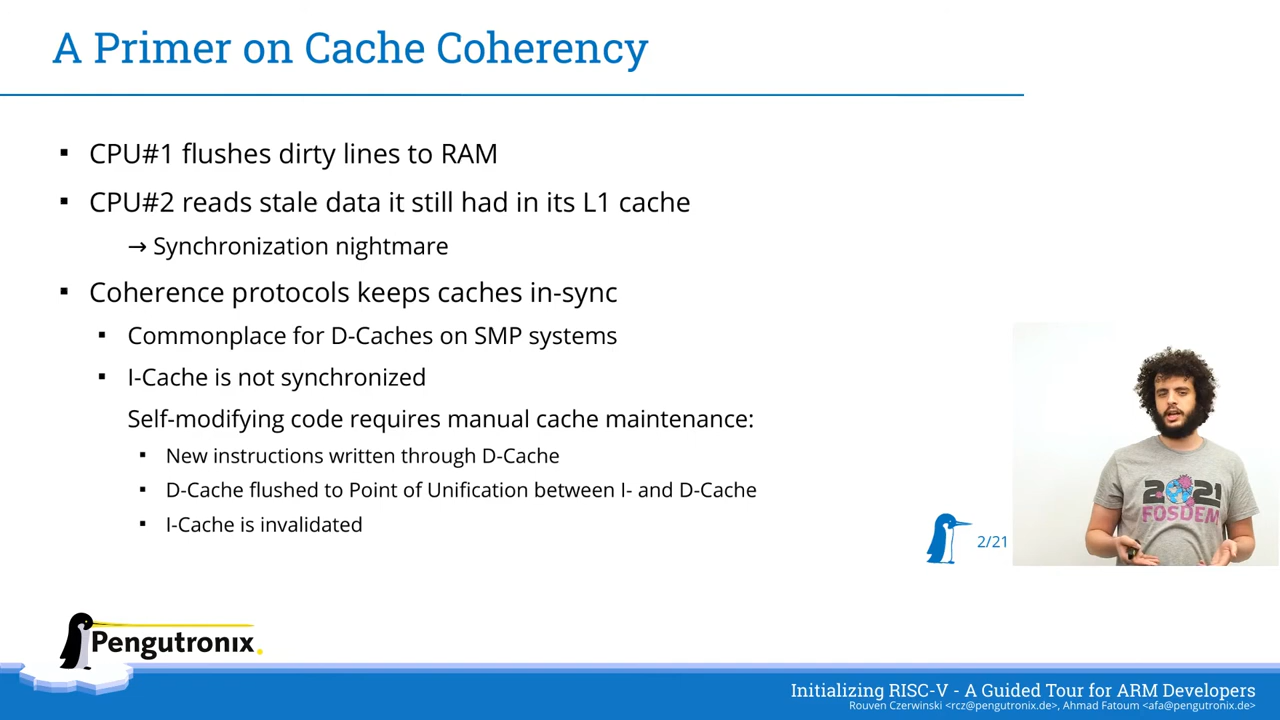 A Primer on Cache Coherency
▪ CPU#1 flushes dirty lines to RAM
▪ CPU#2 reads stale data it still had in its L1 cache
→ Synchronization nightmare
▪ Coherence protocols keeps caches in-sync
▪ Commonplace for D-Caches on SMP systems
▪ I-Cache is not synchronized
Self-modifying code requires manual cache maintenance:
▪ New instructions written through D-Cache
▪ D-Cache flushed to Point of Unification between I- and D-Cache
▪ I-Cache is invalidated
2/21
2021
FOSDEM
Pengutronix
Initializing RISC-V - A Guided Tour for ARM Developers
Rouven Czerwinski <rcz@pengutronix.de>, Ahmad Fatoum <afa@pengutronix.de>